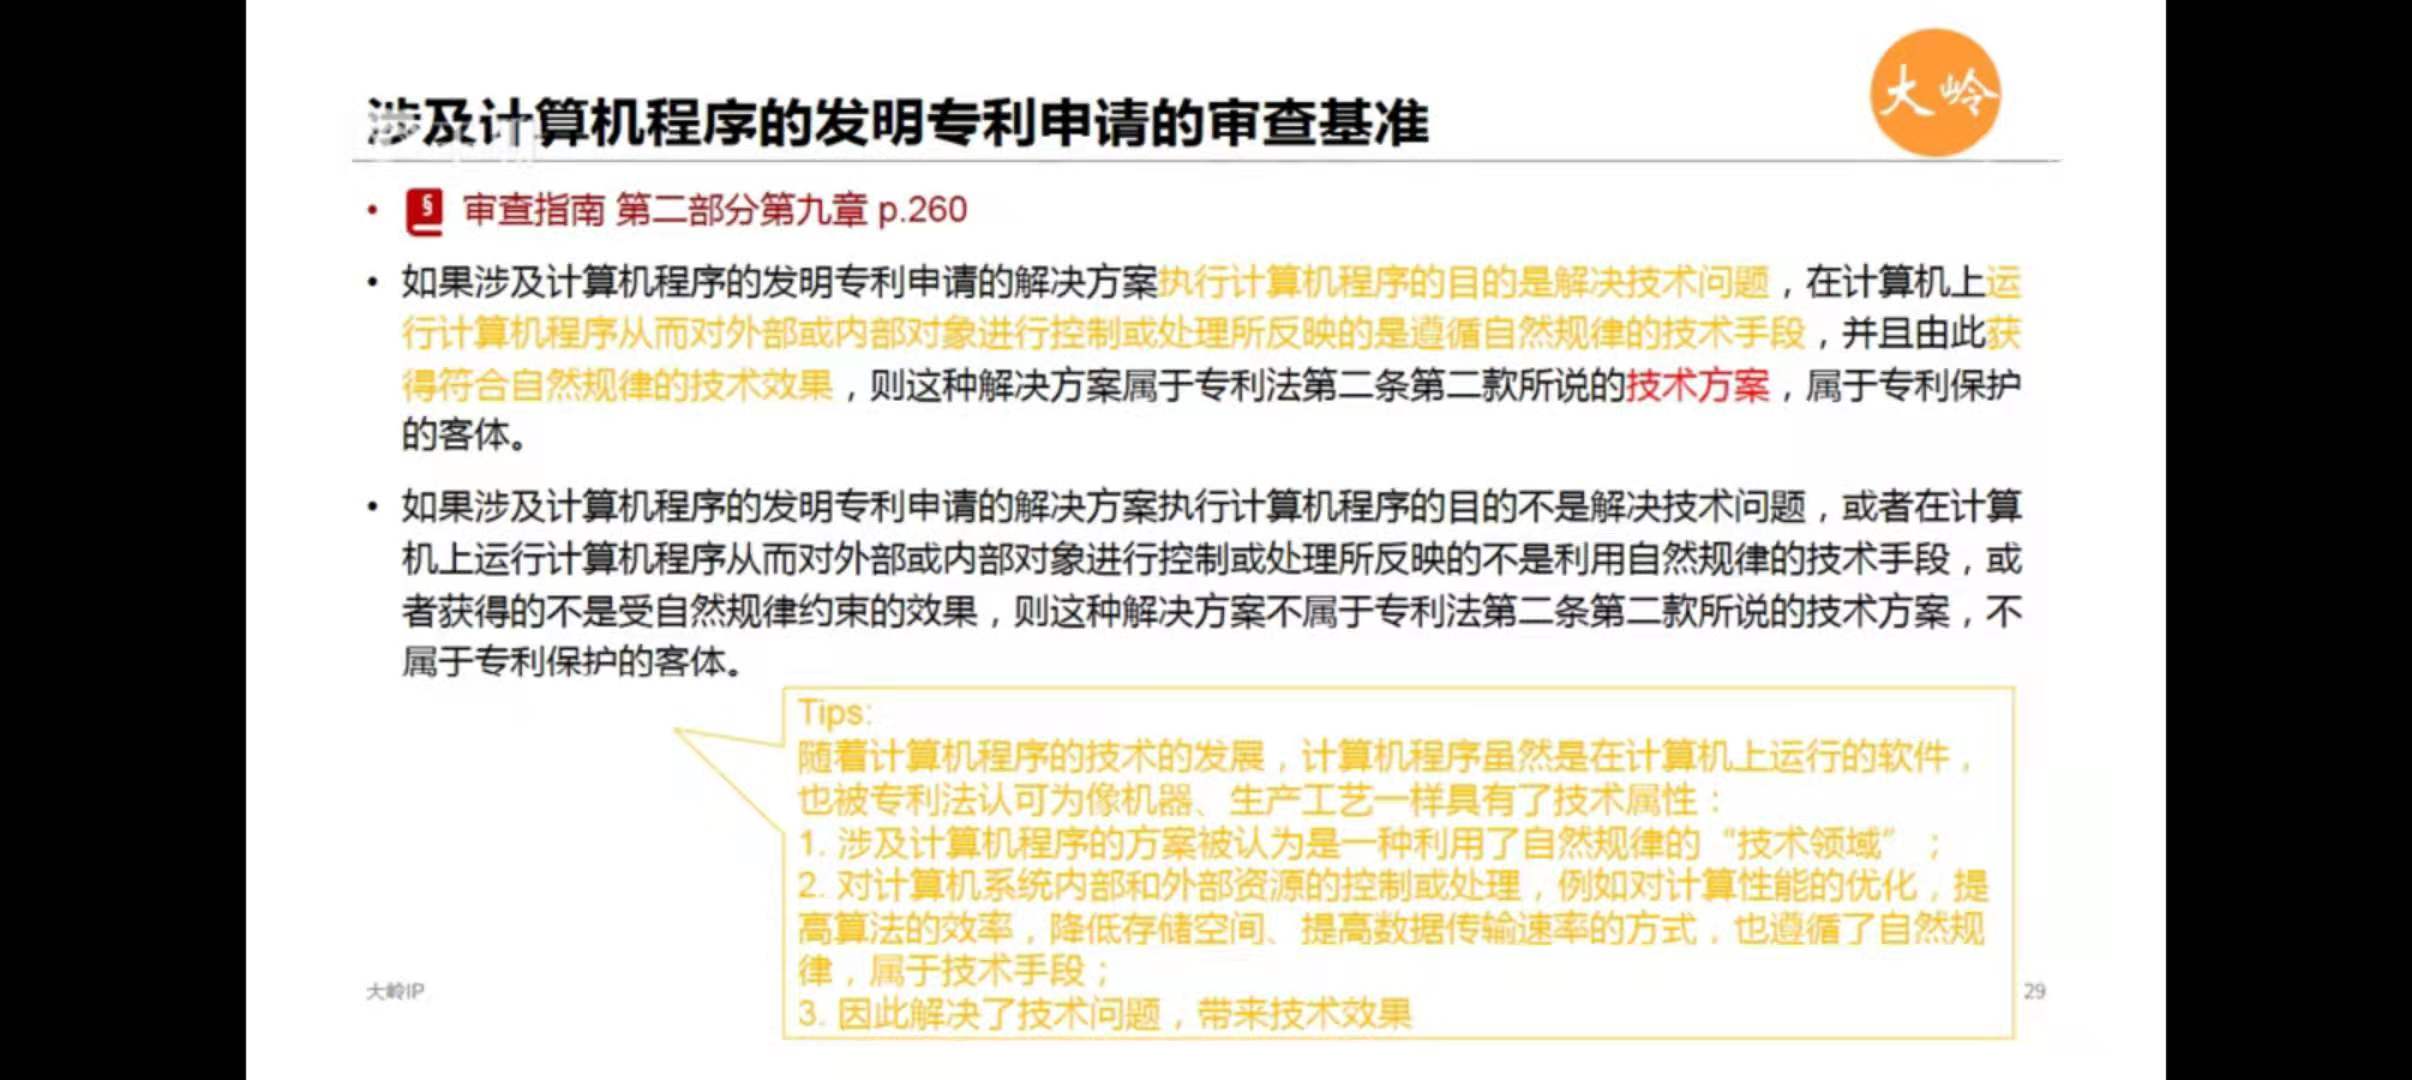 涉及计算机程序的发明专利申请的审查基准
大岭
• § 审查指南 第二部分第九章 p.260
• 如果涉及计算机程序的发明专利申请的解决方案执行计算机程序的目的是解决技术问题，在计算机上运
行计算机程序从而对外部或内部对象进行控制或处理所反映的是遵循自然规律的技术手段，并且由此获
得符合自然规律的技术效果，则这种解决方案属于专利法第二条第二款所说的技术方案，属于专利保护
的客体。
• 如果涉及计算机程序的发明专利申请的解决方案执行计算机程序的目的不是解决技术问题，或者在计算
机上运行计算机程序从而对外部或内部对象进行控制或处理所反映的不是利用自然规律的技术手段，或
者获得的不是受自然规律约束的效果，则这种解决方案不属于专利法第二条第二款所说的技术方案，不
属于专利保护的客体。
Tips:
随着计算机程序的技术的发展，计算机程序虽然是在计算机上运行的软件，
也被专利法认可为像机器、生产工艺一样具有了技术属性：
1. 涉及计算机程序的方案被认为是一种利用了自然规律的“技术领域”；
2. 对计算机系统内部和外部资源的控制或处理，例如对计算性能的优化，提
高算法的效率，降低存储空间、提高数据传输速率的方式，也遵循了自然规
律，属于技术手段；
3. 因此解决了技术问题，带来技术效果
大岭IP
29